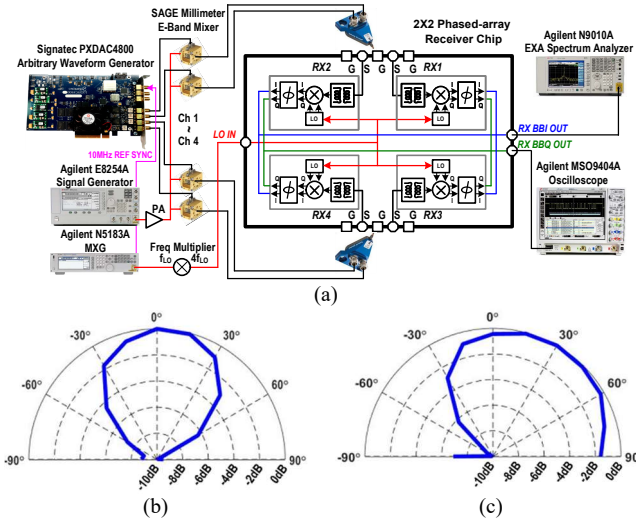 Signatec PXDAC4800
Arbitrary Waveform Generator
SAGE Millimeter
E-Band Mixer
2X2 Phased-array
Receiver Chip
Agilent N9010A
EXA Spectrum Analyzer
RX2 G S G S G RX1
Φ I Q LO
LO I Q Φ
Ch 1
~
Ch 4
LO IN
RX BBI OUT
RX BBQ OUT
10MHz REF SYNC
Agilent E8254A
Signal Generator
PA
Agilent MSO9404A
Oscilloscope
Φ I Q LO
LO I Q Φ
RX4 G S G S G RX3
Agilent N5183A
MXG
Freq Multiplier
fLO 4fLO
(a)
0°
-30° 30°
-60° 60°
-90° 90°
-10dB -8dB -6dB -4dB -2dB 0dB
(b)
0°
-30° 30°
-60° 60°
-90° 90°
-10dB -8dB -6dB -4dB -2dB 0dB
(c)